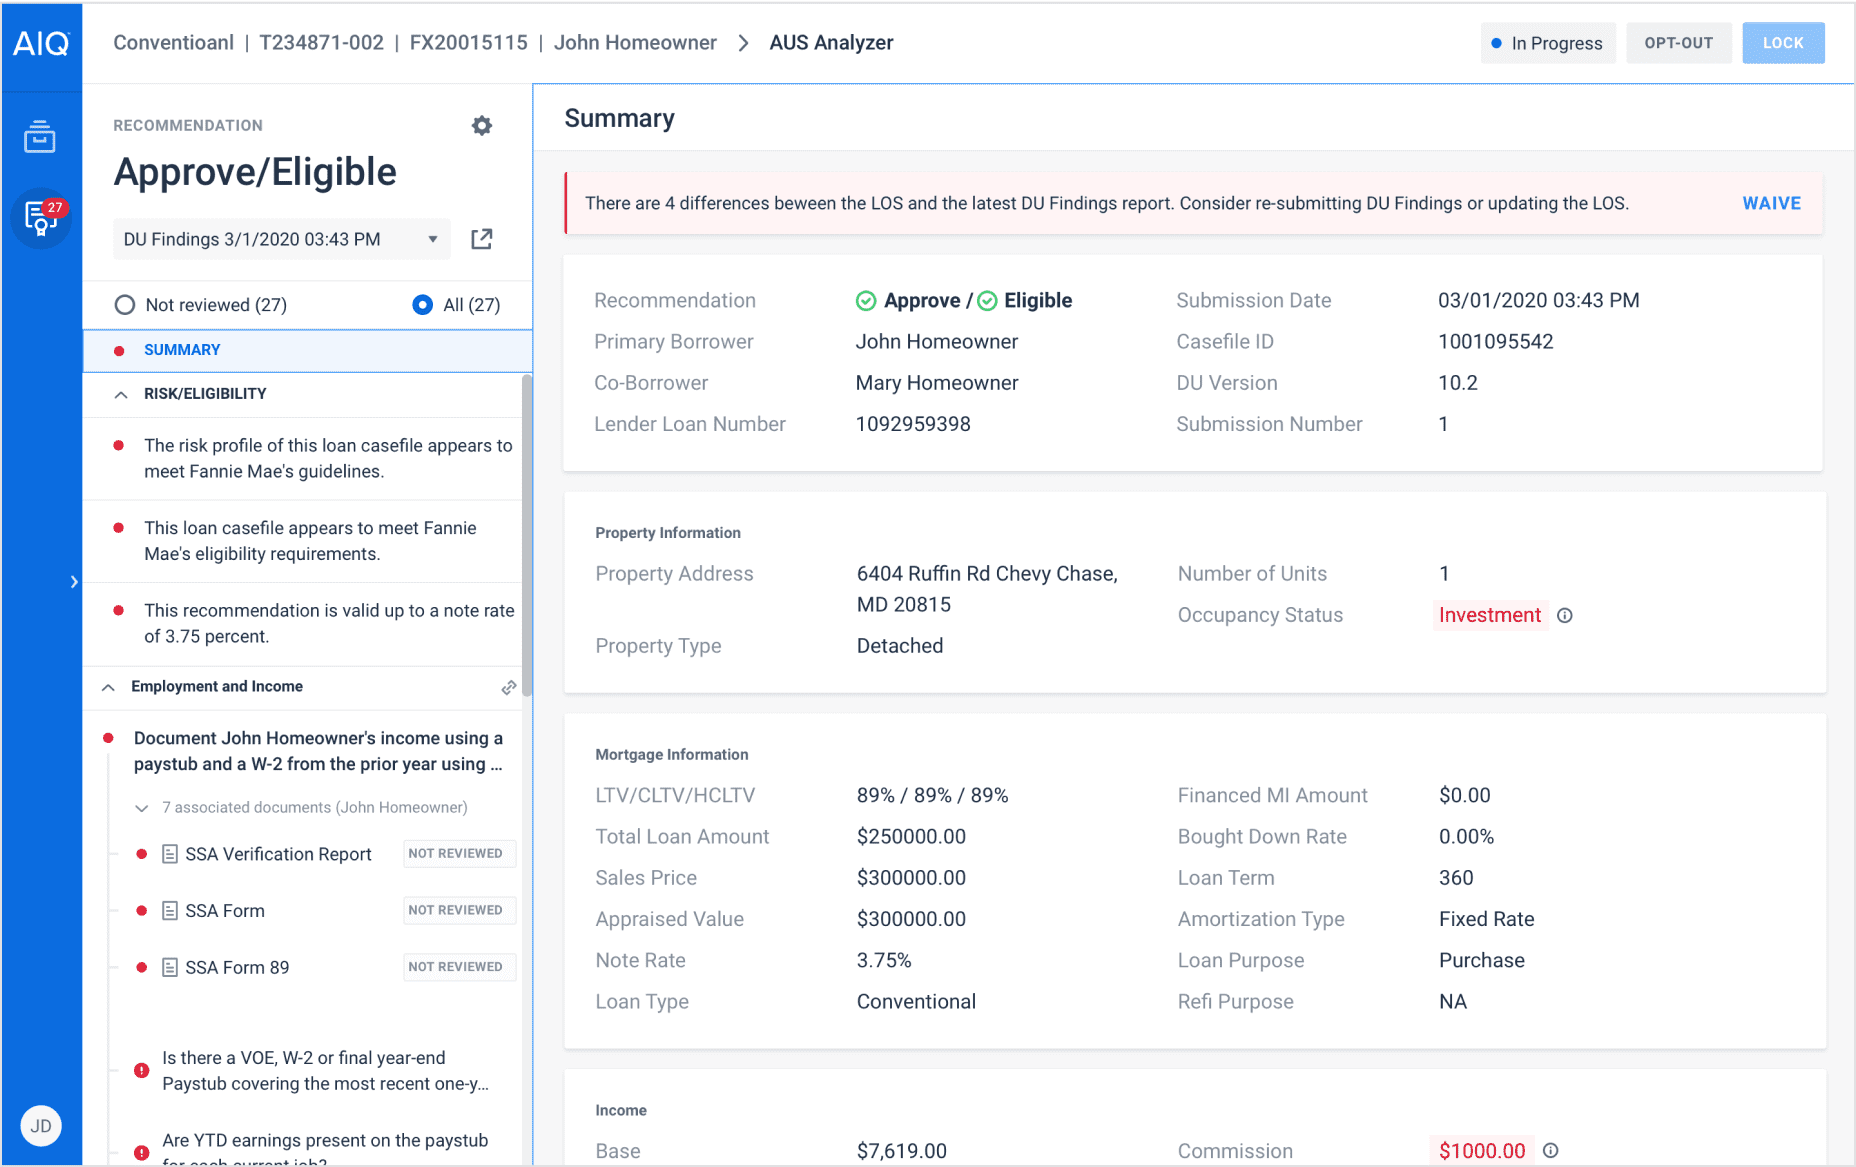 AIQ
Conventioanl | T234871-002 | FX20015115 | John Homeowner > AUS Analyzer
In Progress
OPT-OUT
LOCK
27
JD
RECOMMENDATION
Approve/Eligible
DU Findings 3/1/2020 03:43 PM
Not reviewed (27)
All (27)
SUMMARY
RISK/ELIGIBILITY
The risk profile of this loan casefile appears to
meet Fannie Mae's guidelines.
This loan casefile appears to meet Fannie
Mae's eligibility requirements.
This recommendation is valid up to a note rate
of 3.75 percent.
Employment and Income
Document John Homeowner's income using a
paystub and a W-2 from the prior year using ...
7 associated documents (John Homeowner)
SSA Verification Report NOT REVIEWED
SSA Form NOT REVIEWED
SSA Form 89 NOT REVIEWED
Is there a VOE, W-2 or final year-end
Paystub covering the most recent one-y...
Are YTD earnings present on the paystub
for each current job?
Summary
There are 4 differences beween the LOS and the latest DU Findings report. Consider re-submitting DU Findings or updating the LOS. WAIVE
Recommendation Approve / Eligible Submission Date 03/01/2020 03:43 PM
Primary Borrower John Homeowner Casefile ID 1001095542
Co-Borrower Mary Homeowner DU Version 10.2
Lender Loan Number 1092959398 Submission Number 1
Property Information
Property Address 6404 Ruffin Rd Chevy Chase, Number of Units 1
MD 20815
Occupancy Status Investment
Property Type Detached
Mortgage Information
LTV/CLTV/HCLTV 89% / 89% / 89% Financed MI Amount $0.00
Total Loan Amount $250000.00 Bought Down Rate 0.00%
Sales Price $300000.00 Loan Term 360
Appraised Value $300000.00 Amortization Type Fixed Rate
Note Rate 3.75% Loan Purpose Purchase
Loan Type Conventional Refi Purpose NA
Income
Base $7,619.00 Commission $1000.00